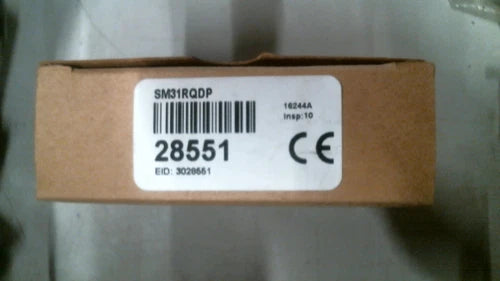 SM31RQDP
16244A
Insp:10
28551
CE
EID: 3028551